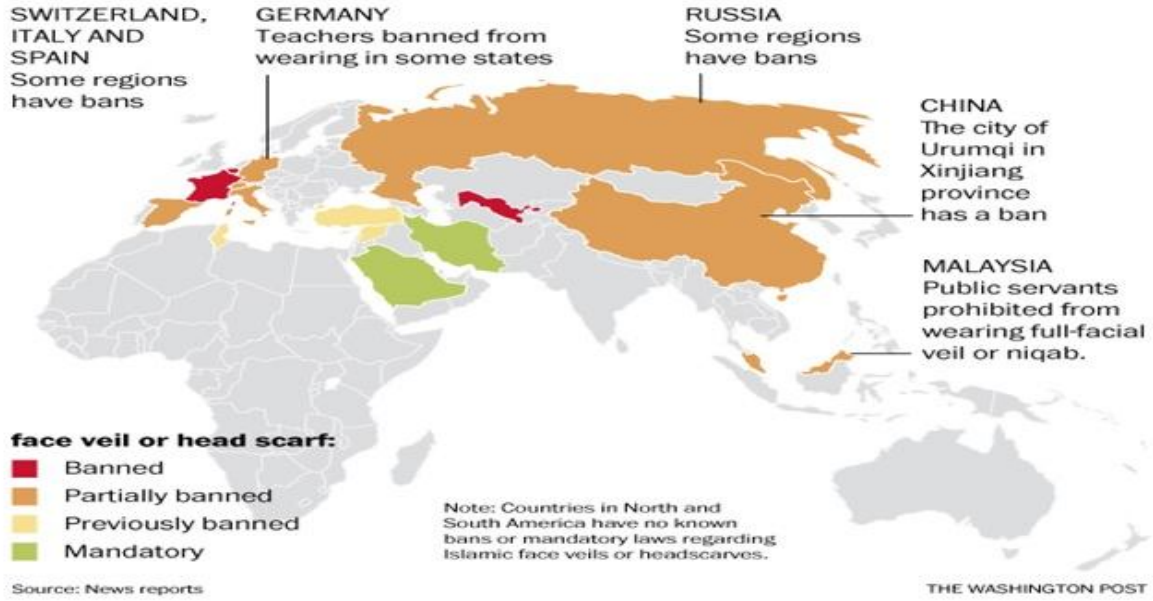 SWITZERLAND,
ITALY AND
SPAIN
Some regions
have bans
GERMANY
Teachers banned from
wearing in some states
RUSSIA
Some regions
have bans
CHINA
The city of
Urumqi in
Xinjiang
province
has a ban
MALAYSIA
Public servants
prohibited from
wearing full-facial
veil or niqab.
face veil or head scarf:
Banned
Partially banned
Previously banned
Mandatory
Note: Countries in North and
South America have no known
bans or mandatory laws regarding
Islamic face veils or headscarves.
Source: News reports
THE WASHINGTON POST